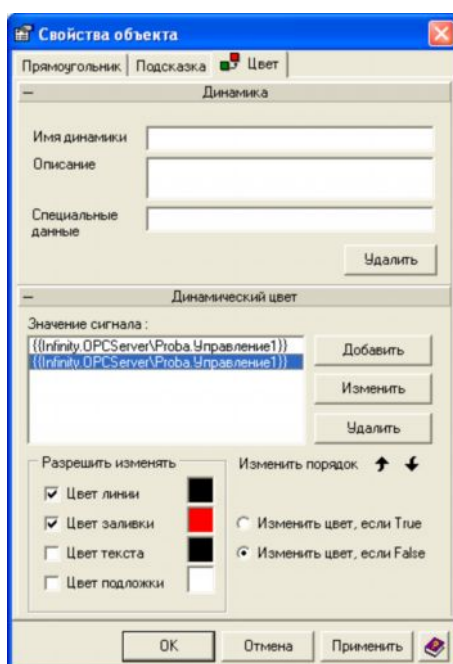 Свойства объекта
Прямоугольник Подсказка Цвет
Динамика
Имя динамики
Описание
Специальные
данные
Удалить
Динамический цвет
Значение сигнала :
{{Infinity.OPCServer\Proba.Управление1}}
{{Infinity.OPCServer\Proba.Управление1}}
Добавить
Изменить
Удалить
Разрешить изменять
Изменить порядок
Цвет линии
Цвет заливки
Цвет текста
Цвет подложки
Изменить цвет, если True
Изменить цвет, если False
OK Отмена Применить